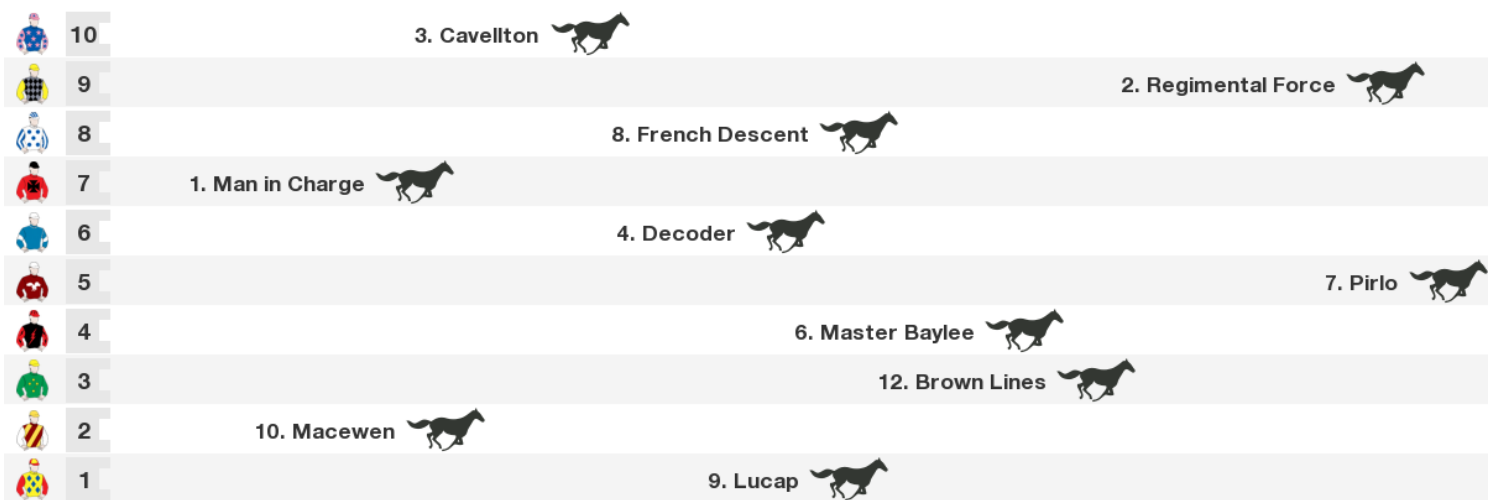 10 3. Cavellton
9 2. Regimental Force
8 8. French Descent
7 1. Man in Charge
6 4. Decoder
5 7. Pirlo
4 6. Master Baylee
3 12. Brown Lines
2 10. Macewen
1 9. Lucap